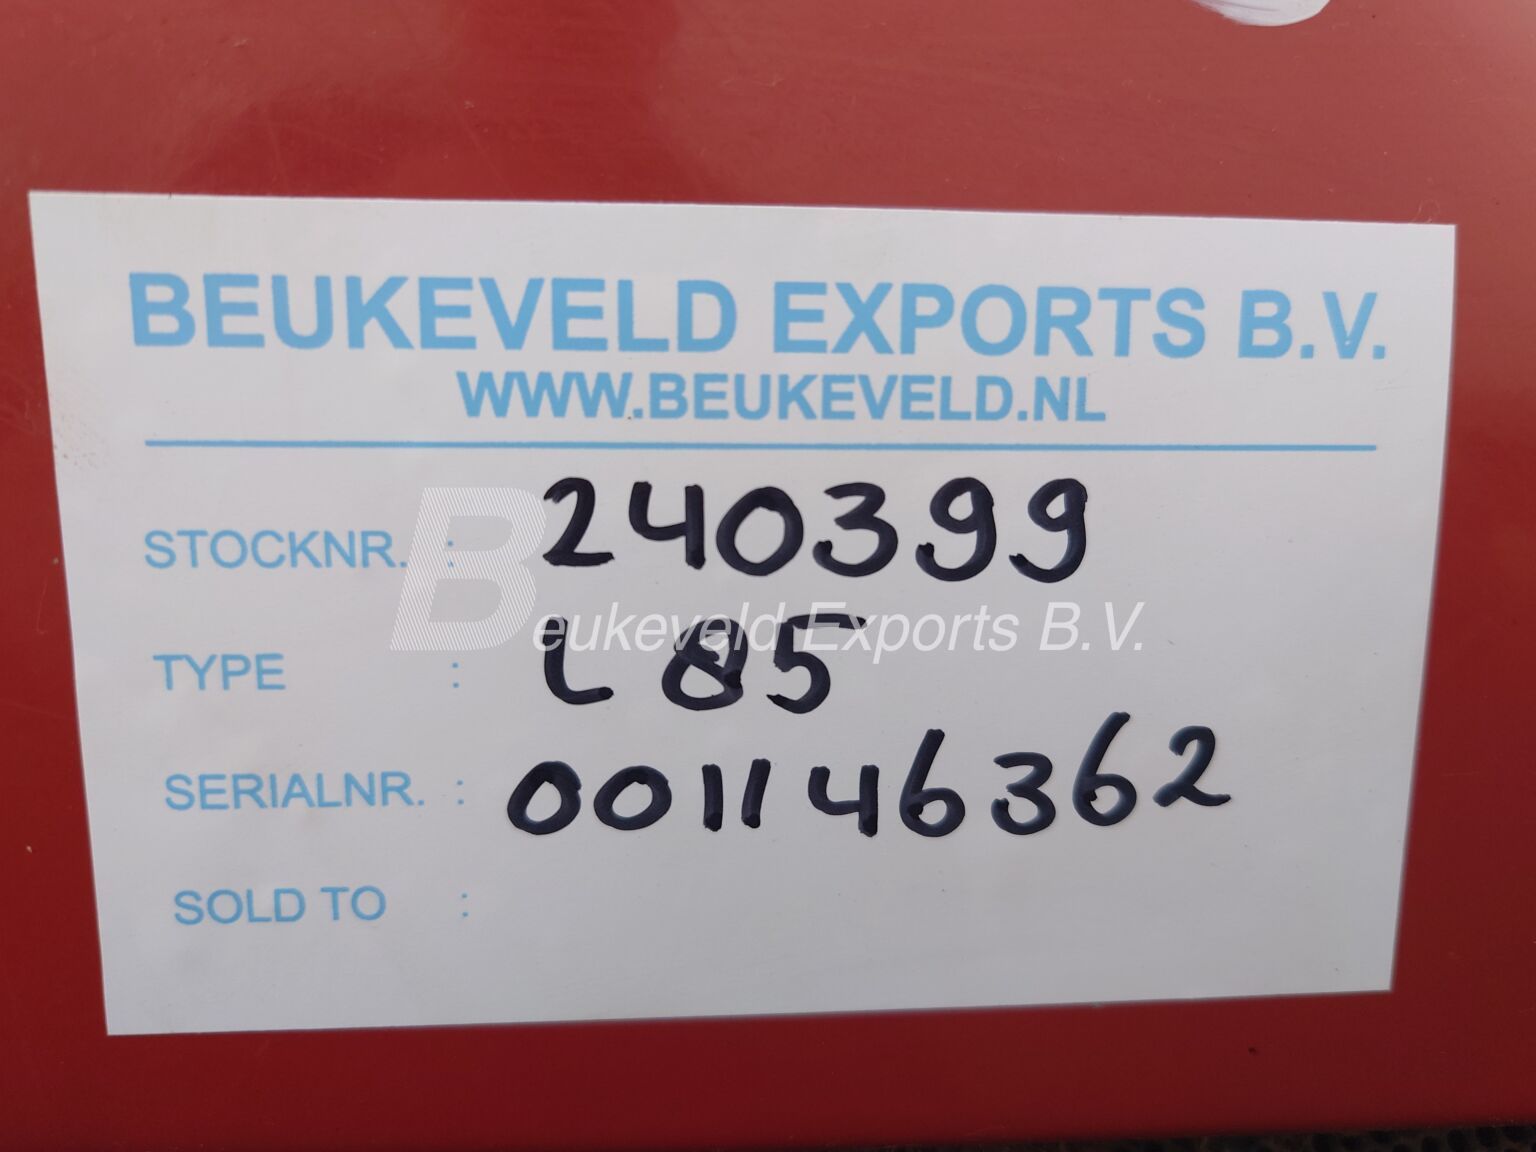 BEUKEVELD EXPORTS B.V.
WWW.BEUKEVELD.NL
STOCKNR. : 240399
Beukeveld Exports B.V.
TYPE : L 85
SERIALNR. : 001146362
SOLD TO :